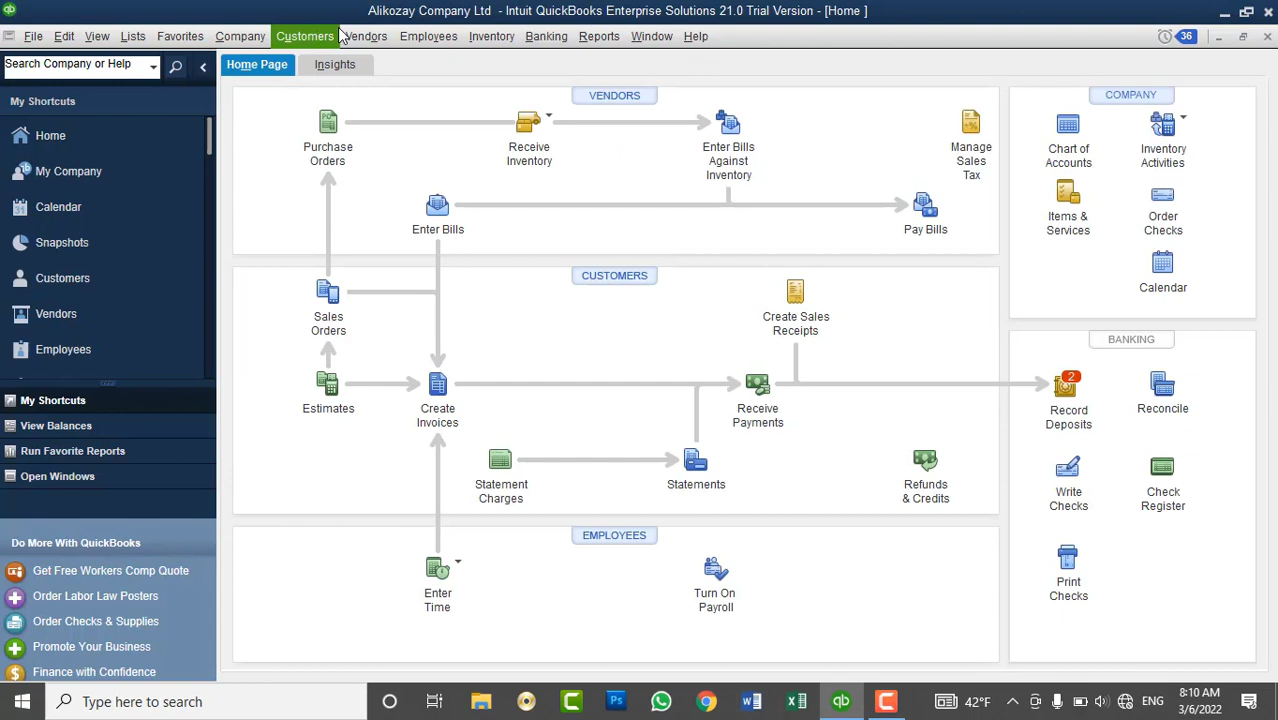 Alikozay Company Ltd - Intuit QuickBooks Enterprise Solutions 21.0 Trial Version - [Home ]
File Edit View Lists Favorites Company Customers Vendors Employees Inventory Banking Reports Window Help
36
Search Company or Help
Home Page Insights
My Shortcuts
Home
My Company
Calendar
Snapshots
Customers
Vendors
Employees
My Shortcuts
View Balances
Run Favorite Reports
Open Windows
Do More With QuickBooks
Get Free Workers Comp Quote
Order Labor Law Posters
Order Checks & Supplies
Promote Your Business
Finance with Confidence
VENDORS
Purchase
Orders
Receive
Inventory
Enter Bills
Against
Inventory
Manage
Sales
Tax
Enter Bills
Pay Bills
CUSTOMERS
Sales
Orders
Create Sales
Receipts
Estimates
Create
Invoices
Receive
Payments
Statement
Charges
Statements
Refunds
& Credits
EMPLOYEES
Enter
Time
Turn On
Payroll
COMPANY
Chart of
Accounts
Inventory
Activities
Items &
Services
Order
Checks
Calendar
BANKING
2
Record
Deposits
Reconcile
Write
Checks
Check
Register
Print
Checks
Type here to search
42°F
ENG
8:10 AM
3/6/2022